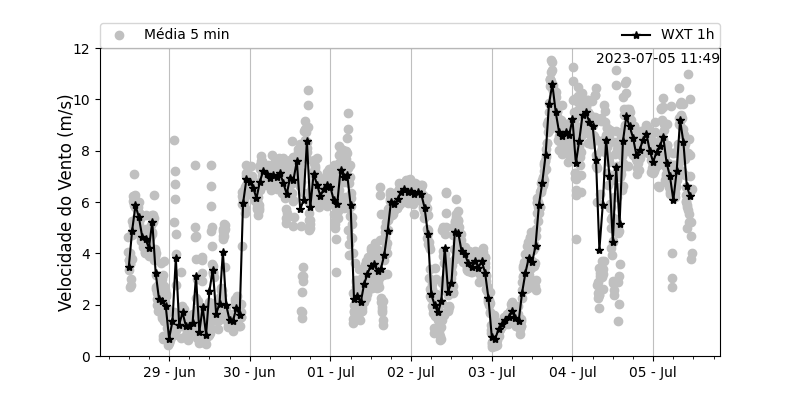 Média 5 min
WXT 1h
2023-07-05 11:49
Velocidade do Vento (m/s)
12
10
8
6
4
2
0
29 - Jun
30 - Jun
01 - Jul
02 - Jul
03 - Jul
04 - Jul
05 - Jul